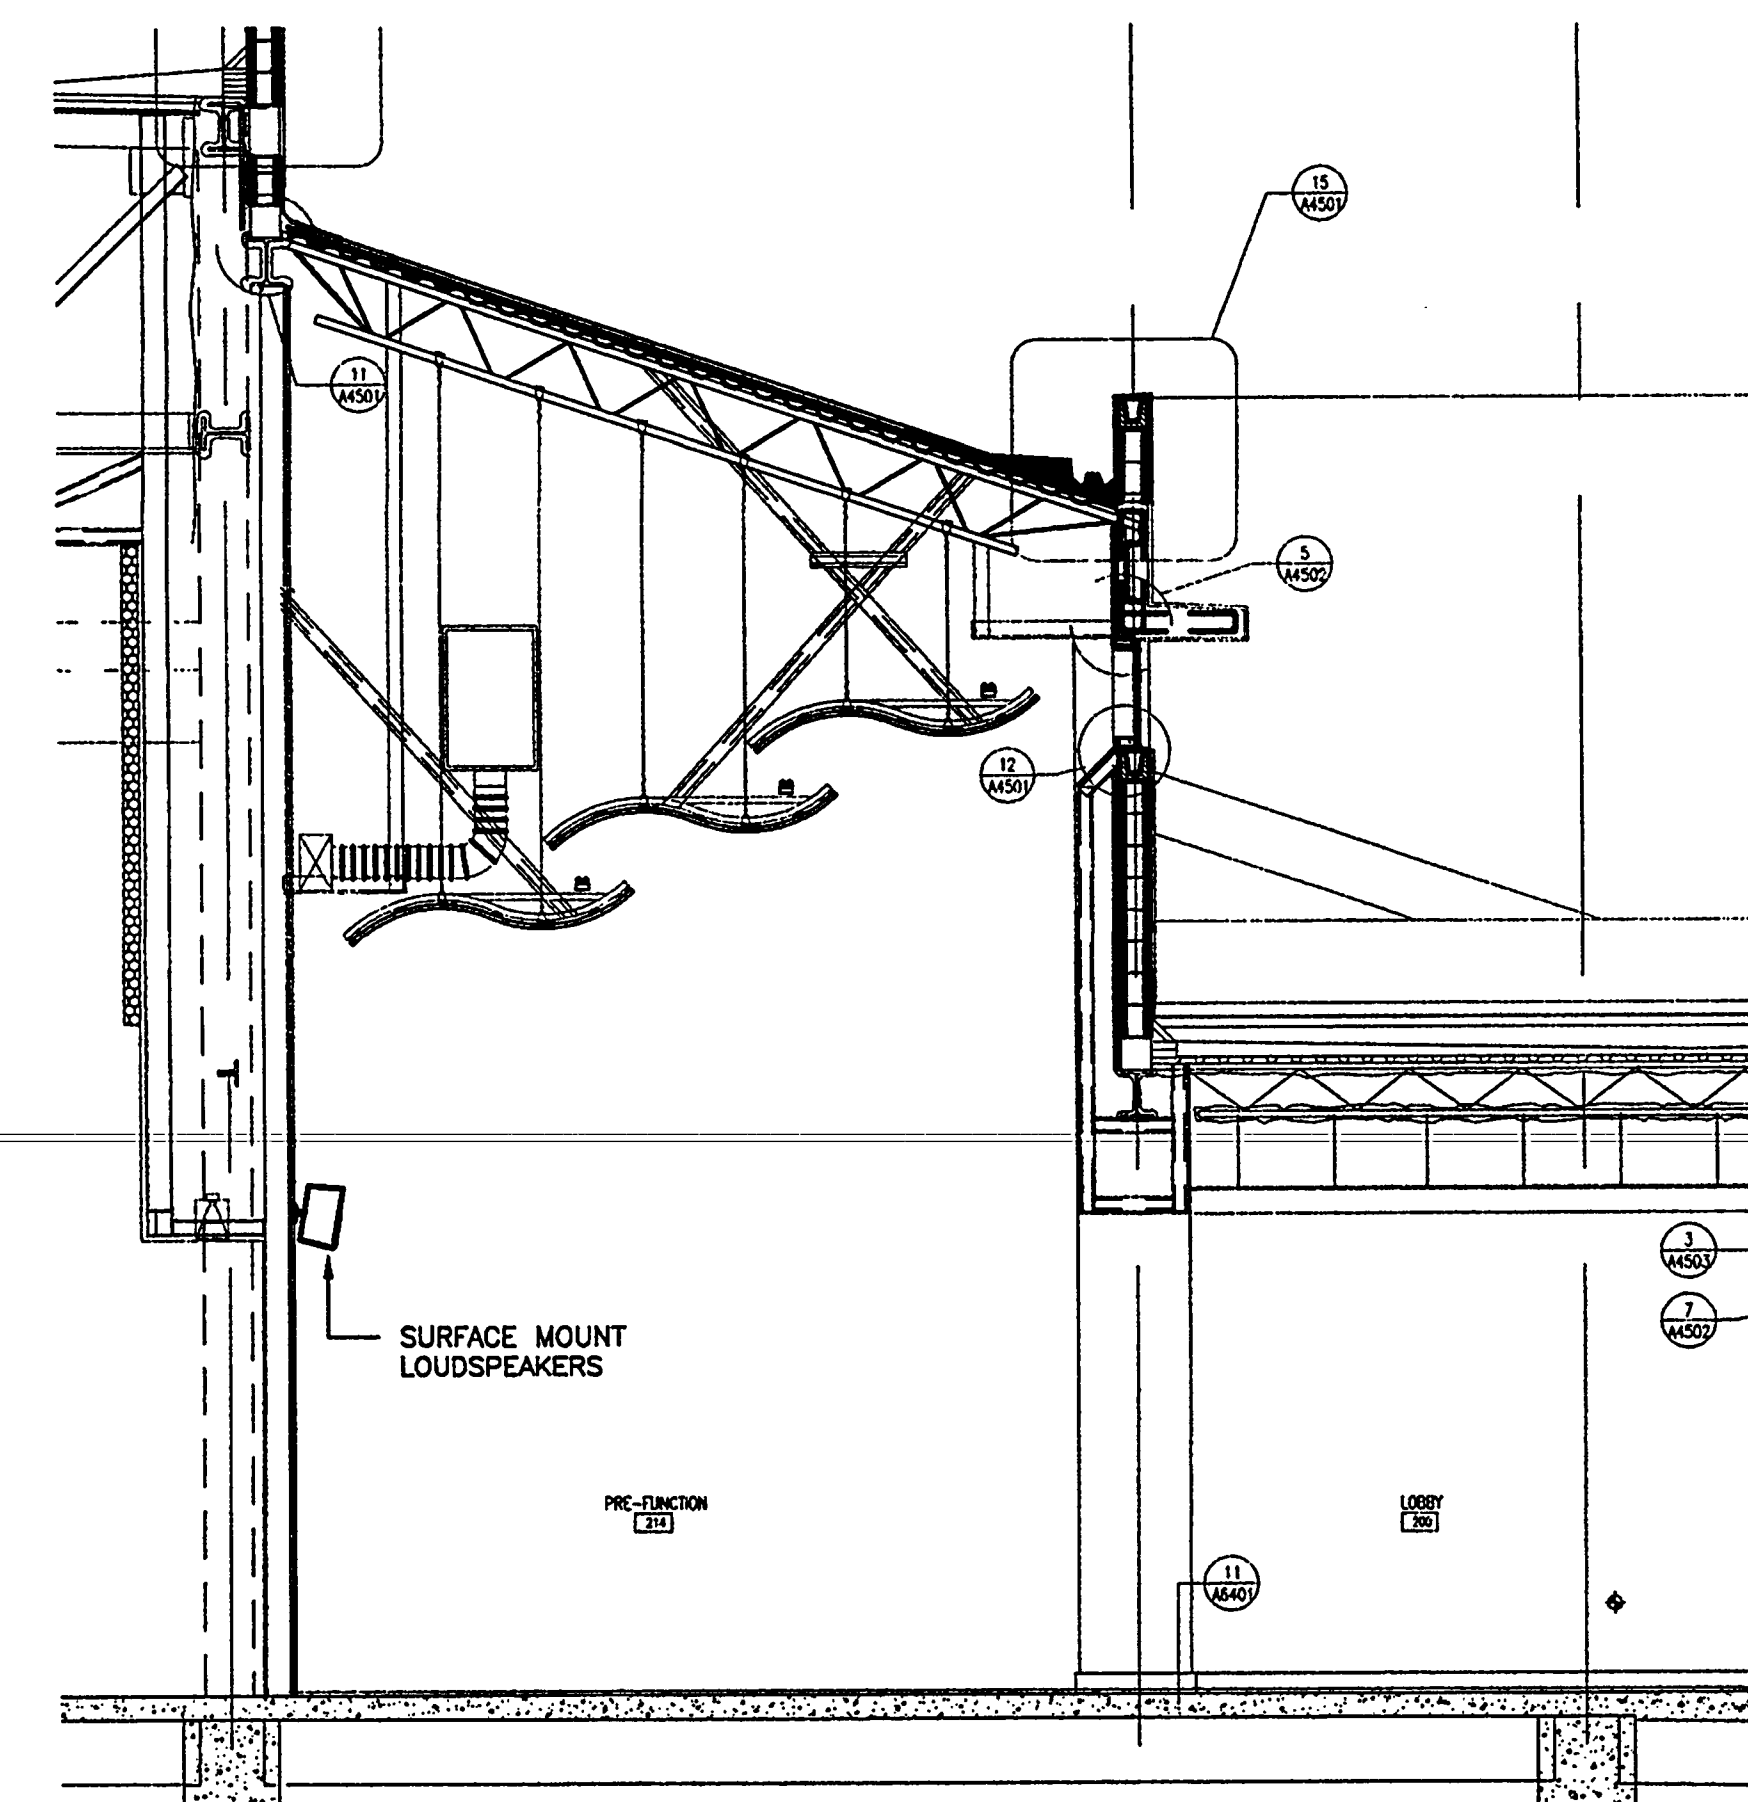 15
A4501
11
A4501
5
A4502
12
A4501
3
A4503
7
A4502
SURFACE MOUNT
LOUDSPEAKERS
PRE-FUNCTION
214
LOBBY
200
11
A6401